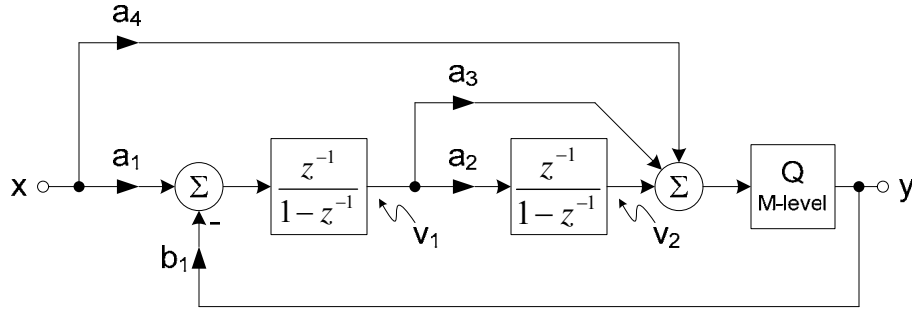 a4
a3
a1
a2
x
Σ
z⁻¹
1 − z⁻¹
z⁻¹
1 − z⁻¹
Σ
Q
M-level
y
-
v1
v2
b1